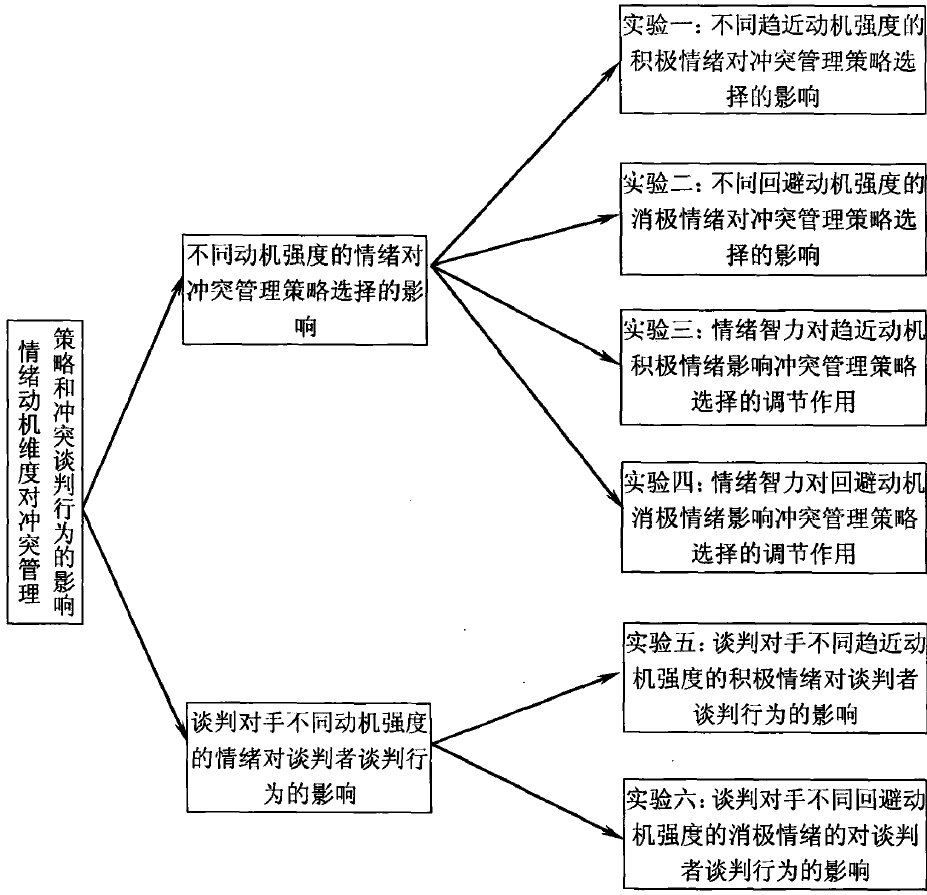 情绪动机维度对冲突管理
策略和冲突谈判行为的影响
不同动机强度的情绪对
冲突管理策略选择的影
响
谈判对手不同动机强度
的情绪对谈判者谈判行
为的影响
实验一：不同趋近动机强度的
积极情绪对冲突管理策略选
择的影响
实验二：不同回避动机强度的
消极情绪对冲突管理策略选
择的影响
实验三：情绪智力对趋近动机
积极情绪影响冲突管理策略
选择的调节作用
实验四：情绪智力对回避动机
消极情绪影响冲突管理策略
选择的调节作用
实验五：谈判对手不同趋近动
机强度的积极情绪对谈判者
谈判行为的影响
实验六：谈判对手不同回避动
机强度的消极情绪的对谈判
者谈判行为的影响